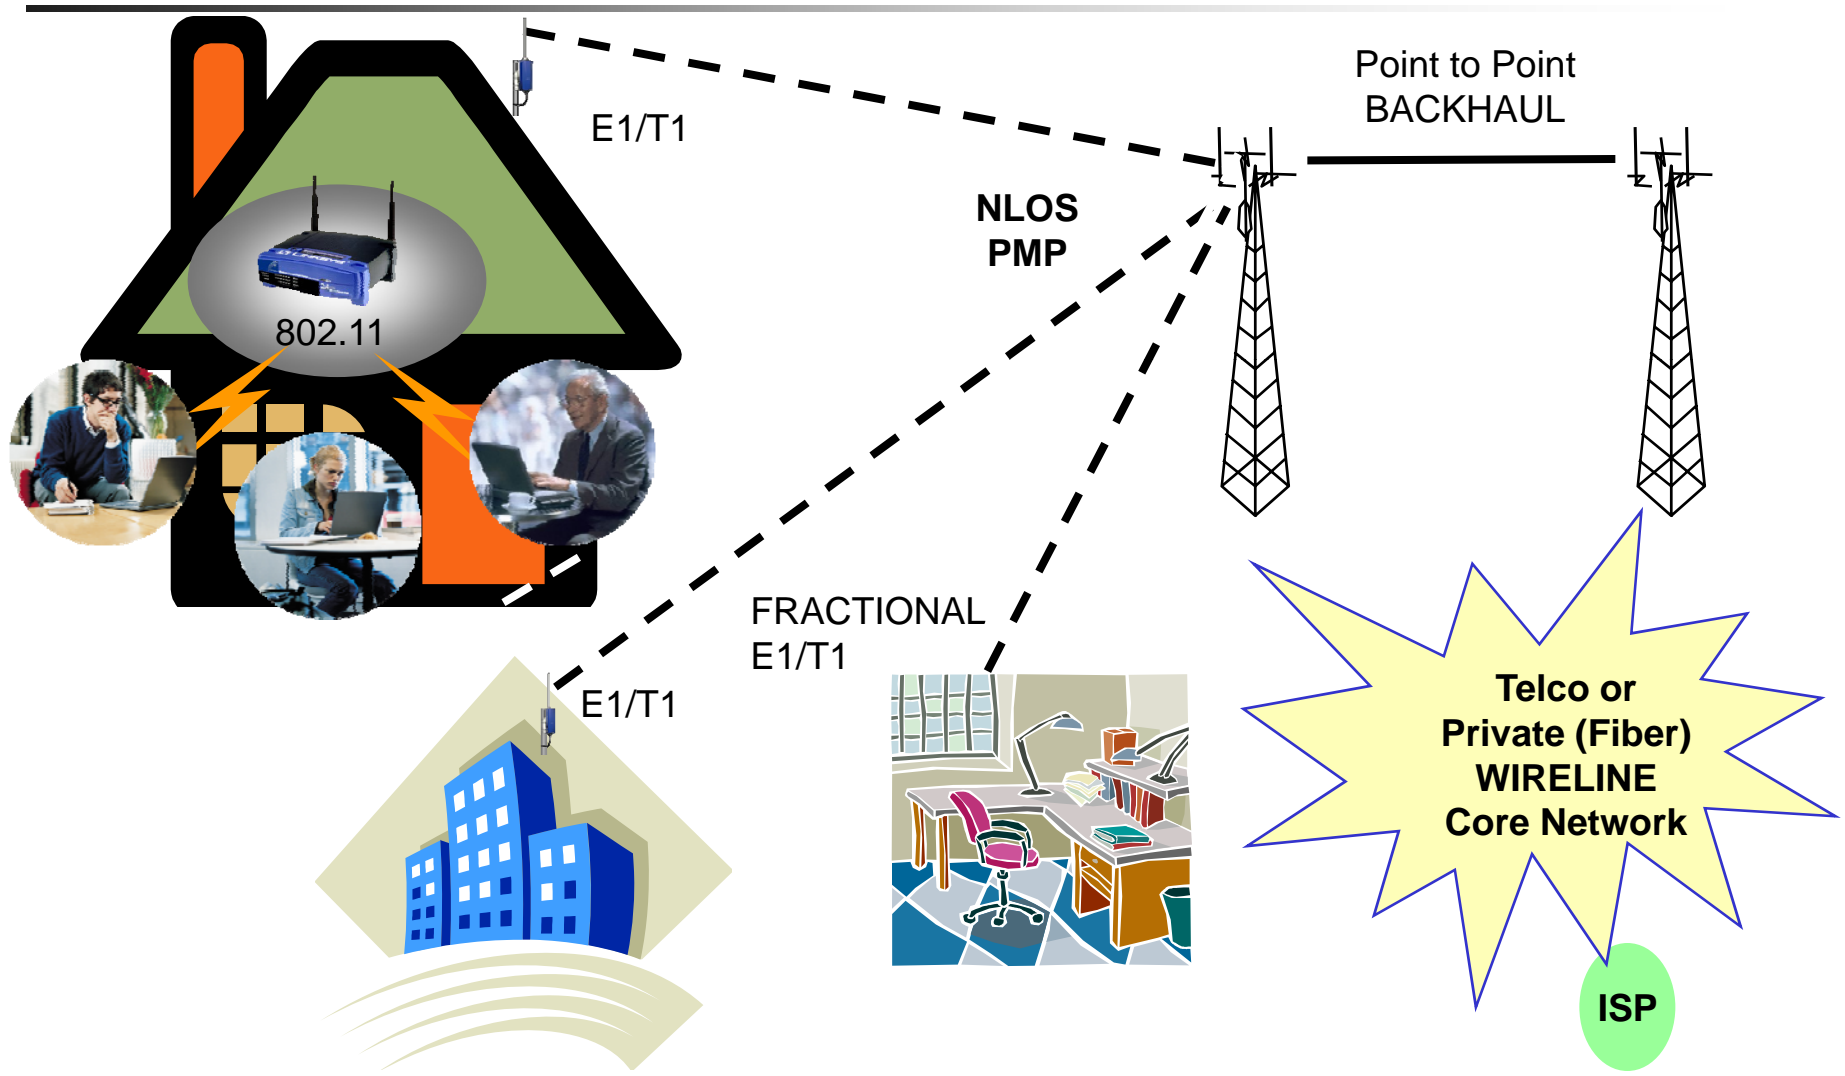 Point to Point
BACKHAUL
E1/T1
NLOS
PMP
LINKSYS
802.11
FRACTIONAL
E1/T1
E1/T1
Telco or
Private (Fiber)
WIRELINE
Core Network
ISP